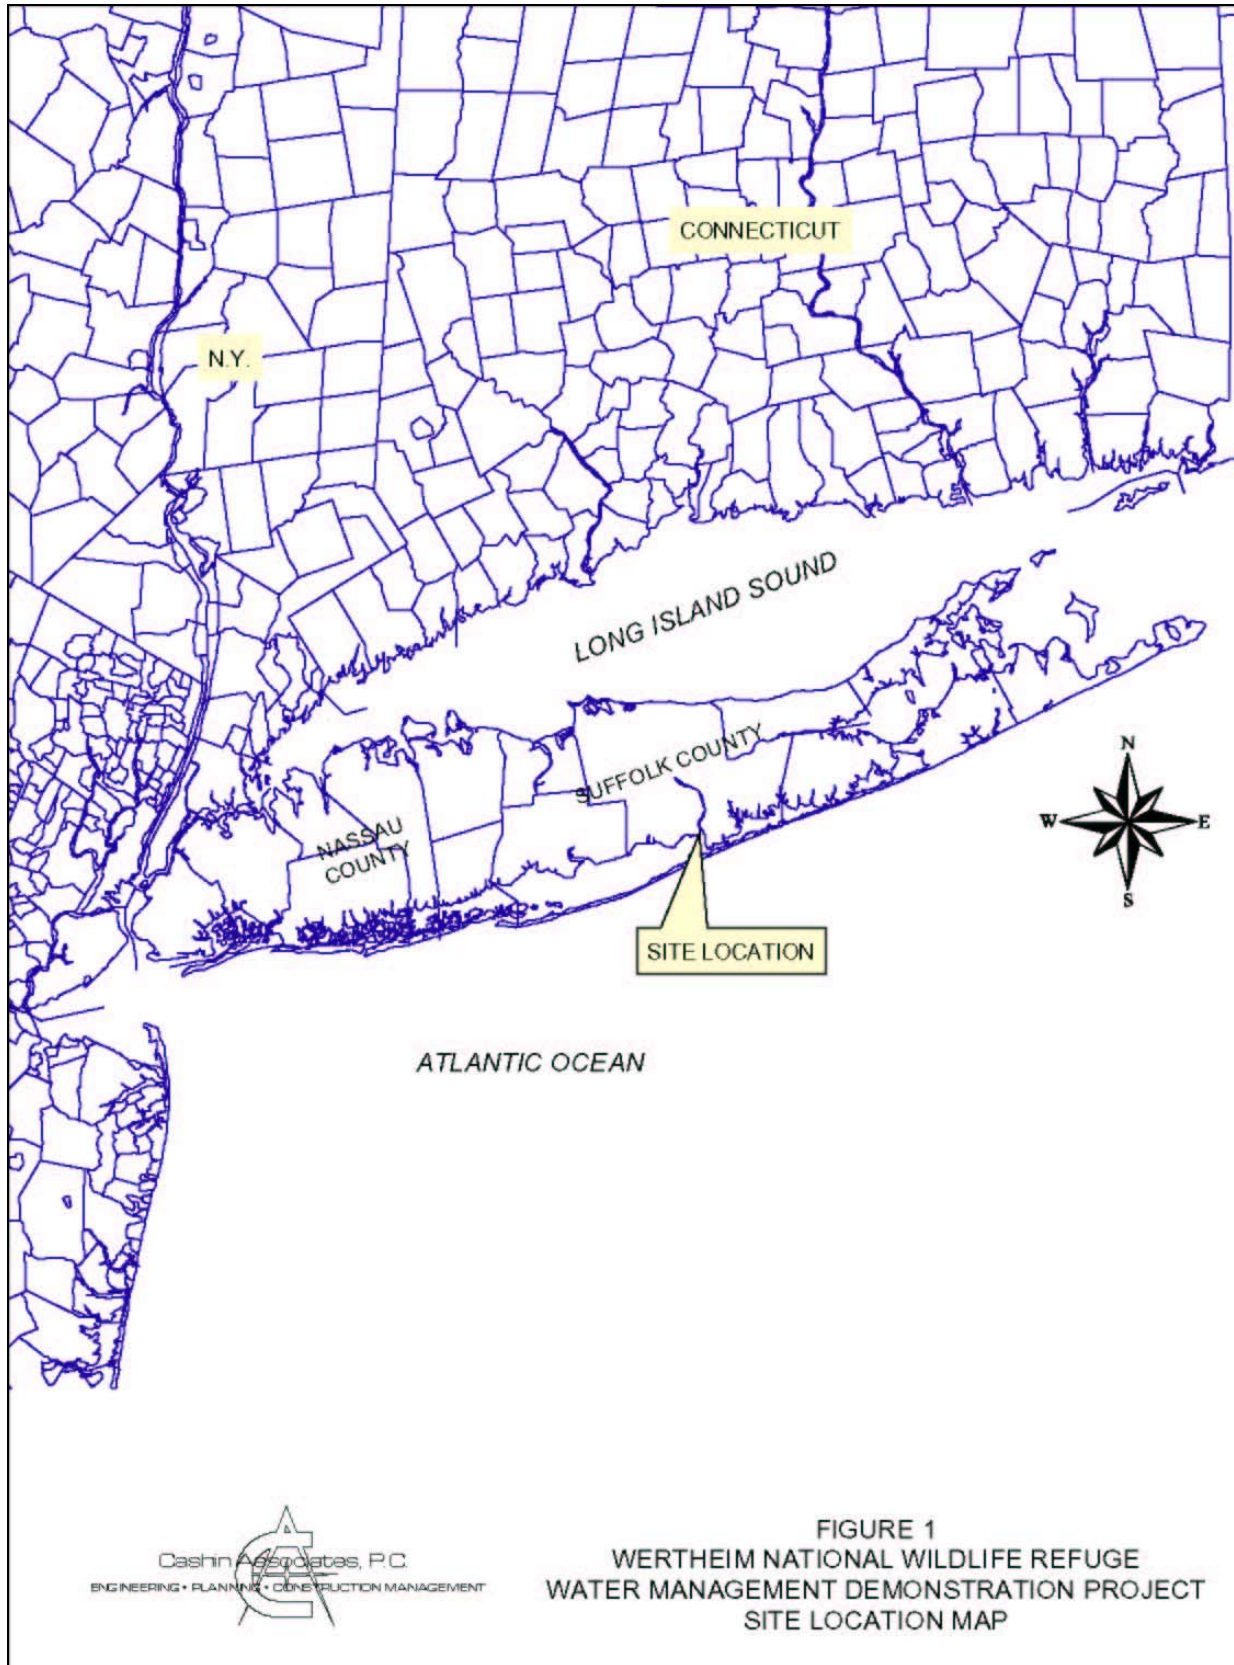 CONNECTICUT
N.Y.
LONG ISLAND SOUND
SUFFOLK COUNTY
NASSAU
COUNTY
N
W
E
S
SITE LOCATION
ATLANTIC OCEAN
Cashin Associates, P.C.
ENGINEERING • PLANNING • CONSTRUCTION MANAGEMENT
FIGURE 1
WERTHEIM NATIONAL WILDLIFE REFUGE
WATER MANAGEMENT DEMONSTRATION PROJECT
SITE LOCATION MAP